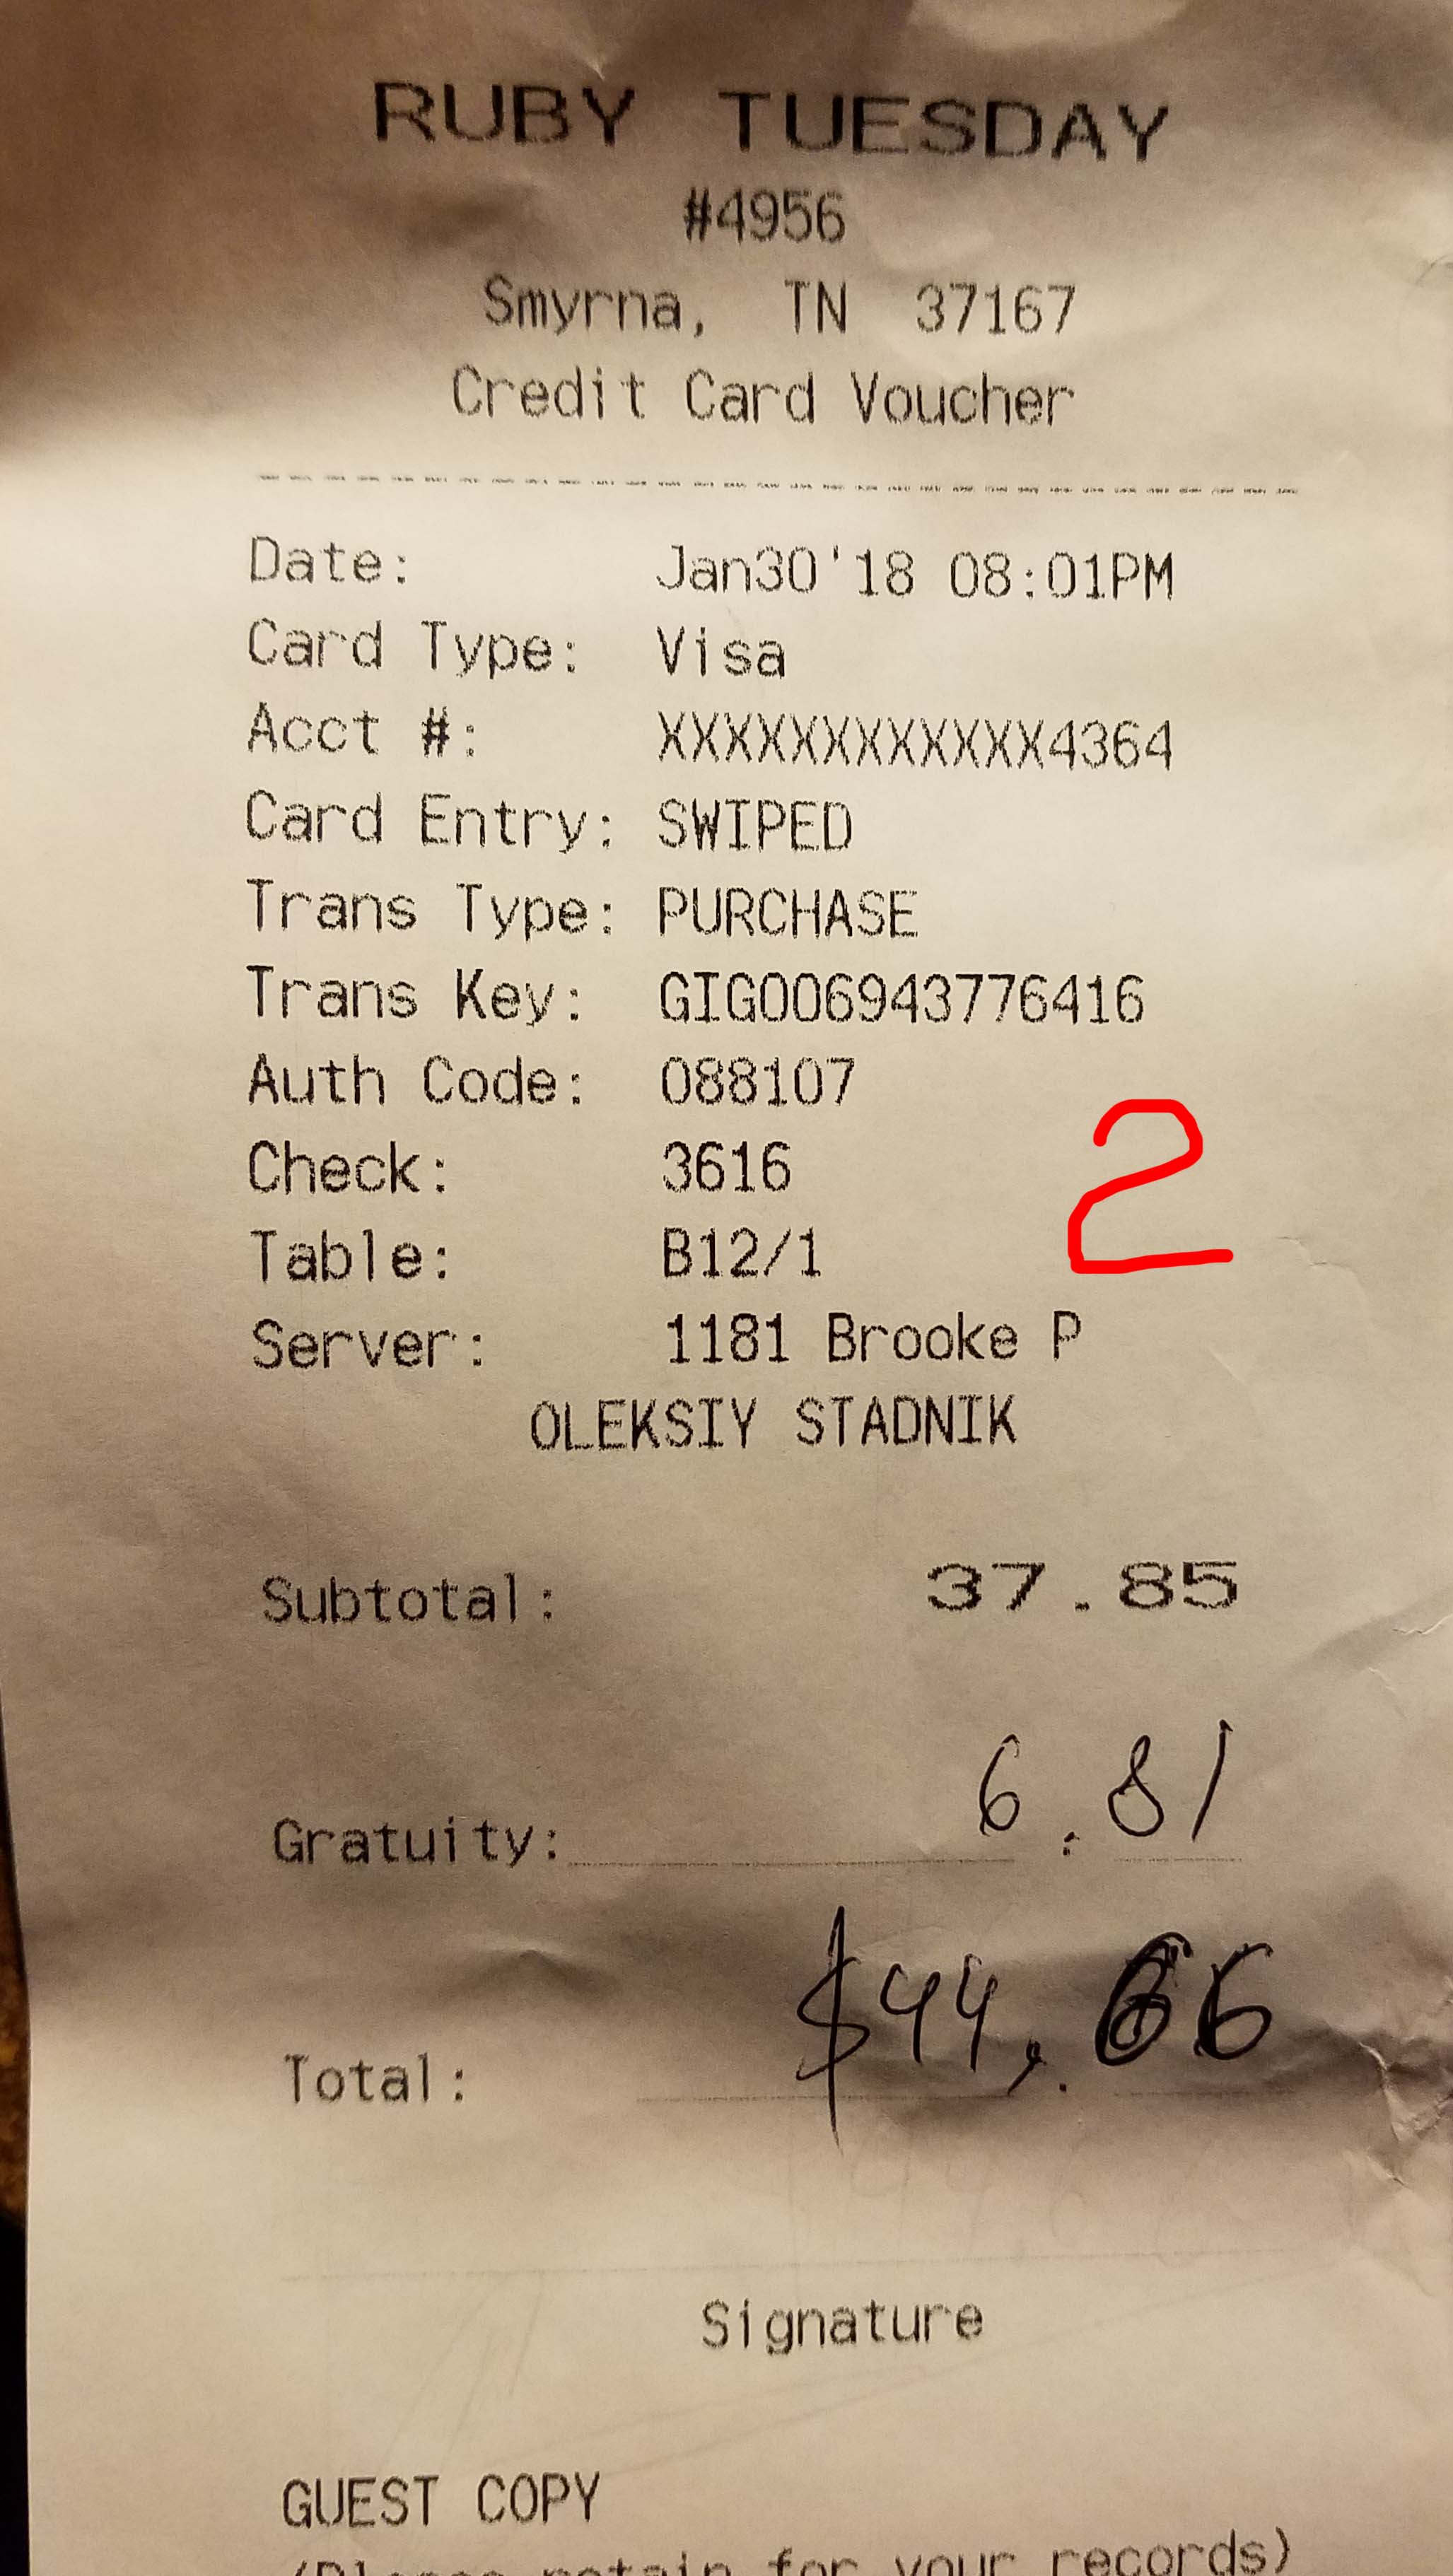 RUBY TUESDAY
#4956
Smyrna, TN 37167
Credit Card Voucher
Date: Jan30'18 08:01PM
Card Type: Visa
Acct #: XXXXXXXXXXXX4364
Card Entry: SWIPED
Trans Type: PURCHASE
Trans Key: GIG006943776416
Auth Code: 088107
Check: 3616
2
Table: B12/1
Server: 1181 Brooke P
OLEKSIY STADNIK
Subtotal: 37.85
Gratuity: 6.81
Total: $44.66
Signature
GUEST COPY
(Please retain for your records)